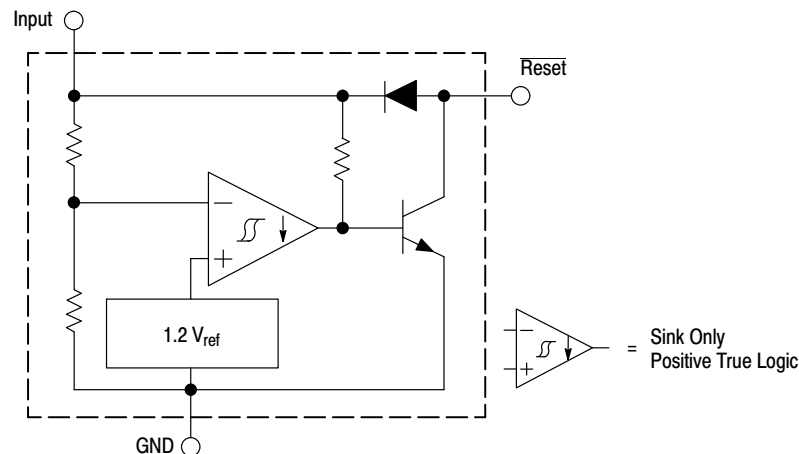 Input
Reset
−
+
1.2 Vref
GND
−
+
= Sink Only
Positive True Logic